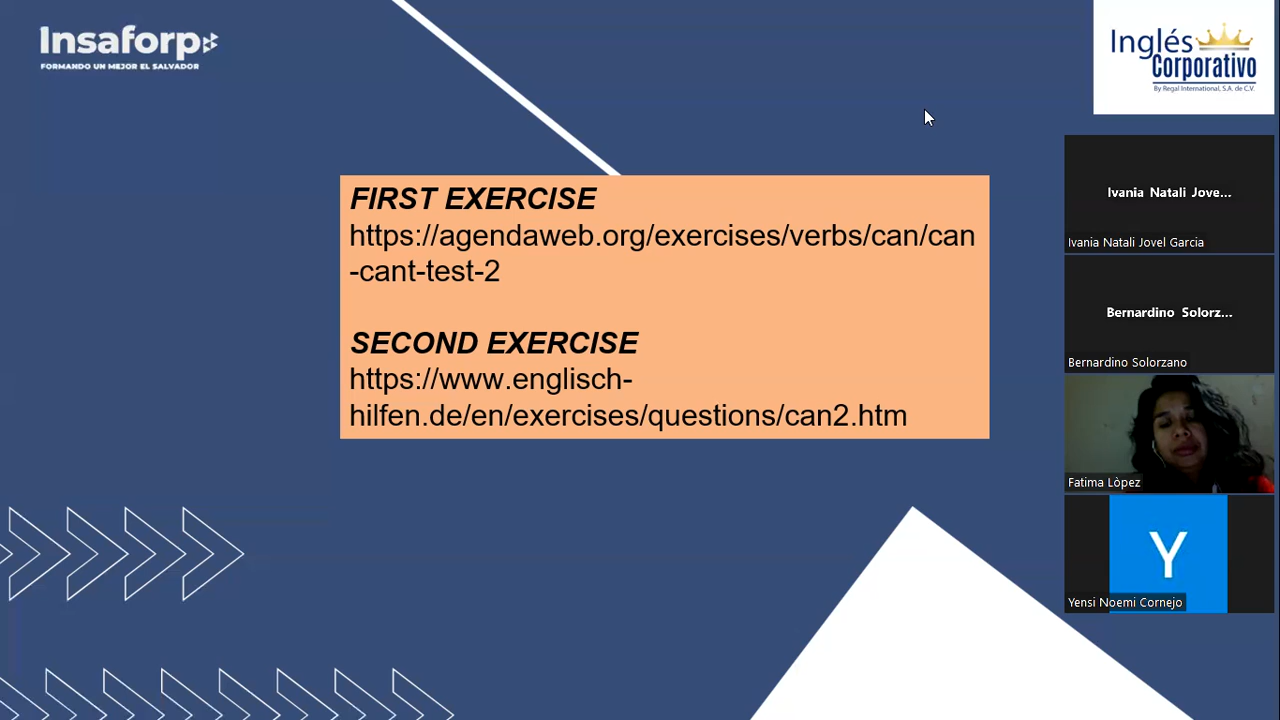 Insaforp
FORMANDO UN MEJOR EL SALVADOR
Inglés
Corporativo
By Regal International, S.A. de C.V.
FIRST EXERCISE
https://agendaweb.org/exercises/verbs/can/can
-cant-test-2
SECOND EXERCISE
https://www.englisch-
hilfen.de/en/exercises/questions/can2.htm
Ivania Natali Jove...
Ivania Natali Jovel Garcia
Bernardino Solorz...
Bernardino Solorzano
Fatima Lòpez
Y
Yensi Noemi Cornejo